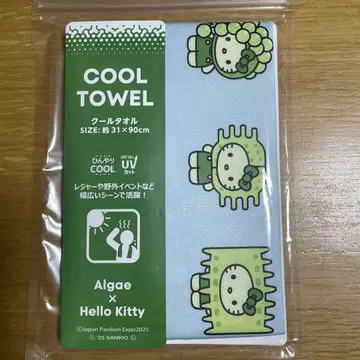 COOL
TOWEL
クールタオル
SIZE: 約 31×90cm
ひんやり
COOL
UV
カット
レジャーや野外イベントなど
幅広いシーンで活躍！
Algae
×
Hello Kitty
©Japan Pavilion Expo2025
©'25 SANRIO Ⓛ